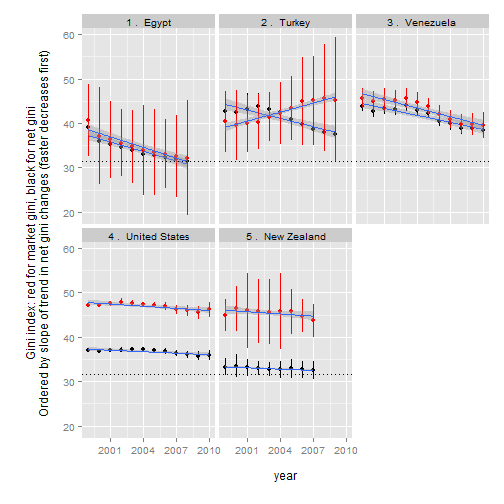 Gini index: red for market gini, black for net gini
Ordered by slope of trend in net gini changes (faster decreases first)
1 . Egypt
2 . Turkey
3 . Venezuela
60
50
40
30
20
4 . United States
5 . New Zealand
60
50
40
30
20
2001 2004 2007 2010
2001 2004 2007 2010
2001 2004 2007 2010
year